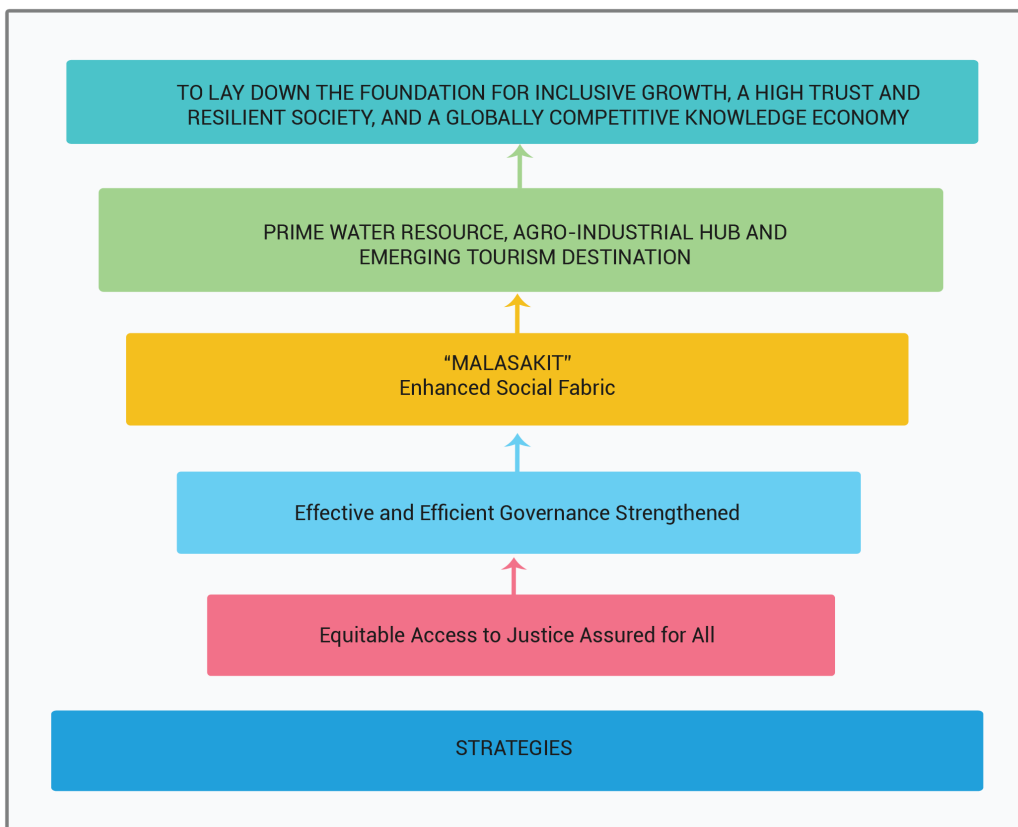 TO LAY DOWN THE FOUNDATION FOR INCLUSIVE GROWTH, A HIGH TRUST AND
RESILIENT SOCIETY, AND A GLOBALLY COMPETITIVE KNOWLEDGE ECONOMY
PRIME WATER RESOURCE, AGRO-INDUSTRIAL HUB AND
EMERGING TOURISM DESTINATION
“MALASAKIT”
Enhanced Social Fabric
Effective and Efficient Governance Strengthened
Equitable Access to Justice Assured for All
STRATEGIES